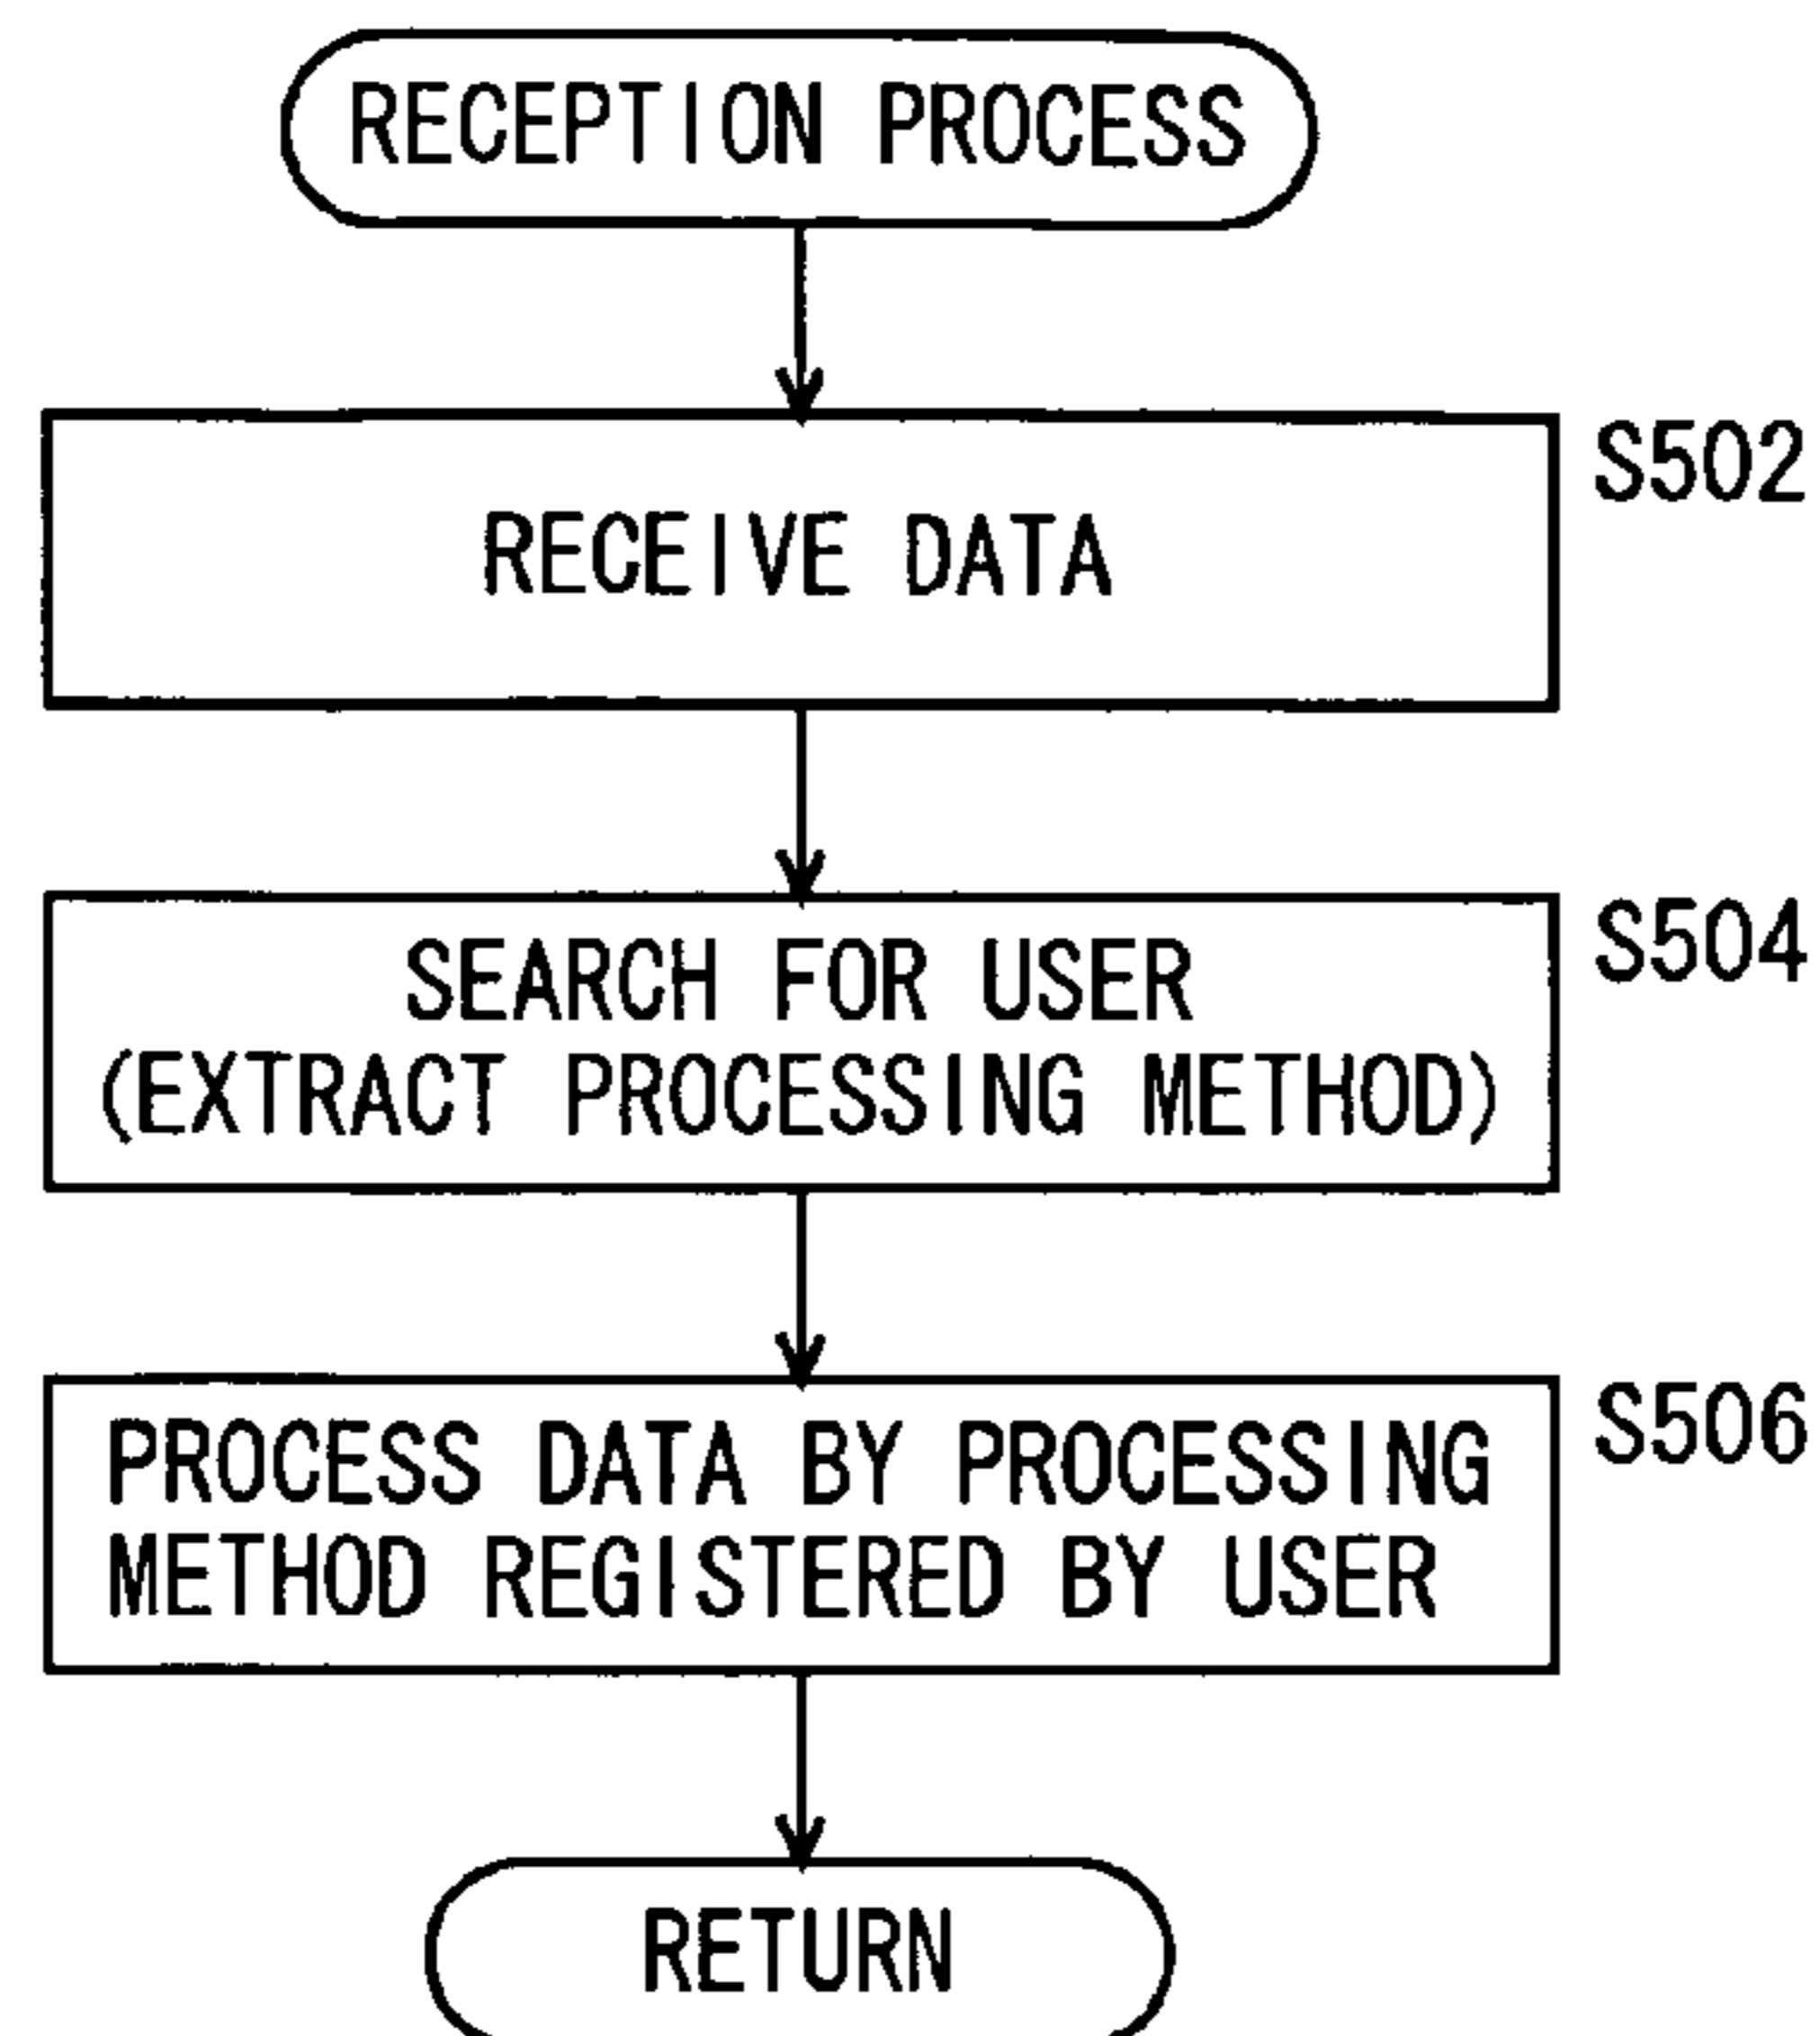 RECEPTION PROCESS
RECEIVE DATA
S502
SEARCH FOR USER
(EXTRACT PROCESSING METHOD)
S504
PROCESS DATA BY PROCESSING
METHOD REGISTERED BY USER
S506
RETURN